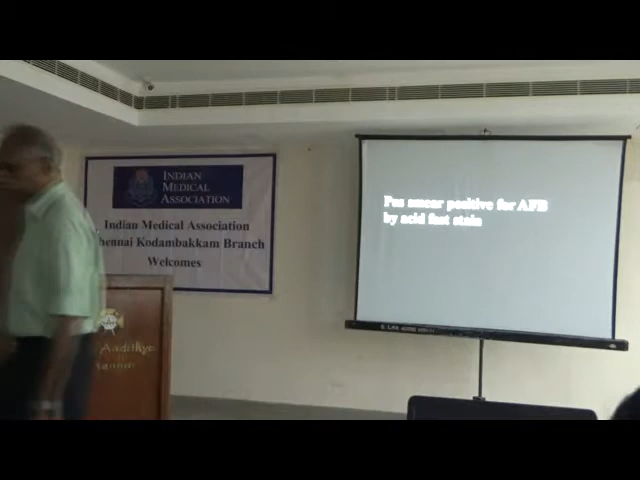 INDIAN
MEDICAL
ASSOCIATION
Indian Medical Association
Chennai Kodambakkam Branch
Welcomes
Pus smear positive for AFB
by acid fast stain
Aadithya